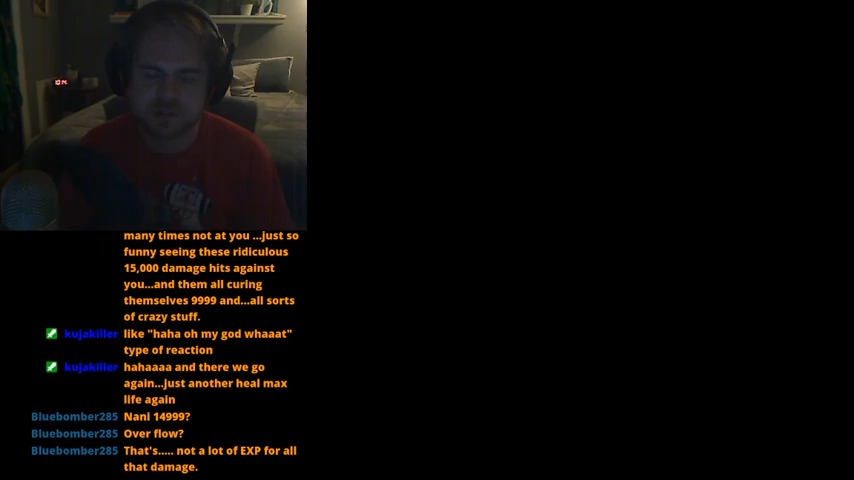 many times not at you ...just so
funny seeing these ridiculous
15,000 damage hits against
you...and them all curing
themselves 9999 and...all sorts
of crazy stuff.
kujakiller like "haha oh my god whaaat"
type of reaction
kujakiller hahaaaa and there we go
again...just another heal max
life again
Bluebomber285 Nani 14999?
Bluebomber285 Over flow?
Bluebomber285 That's..... not a lot of EXP for all
that damage.